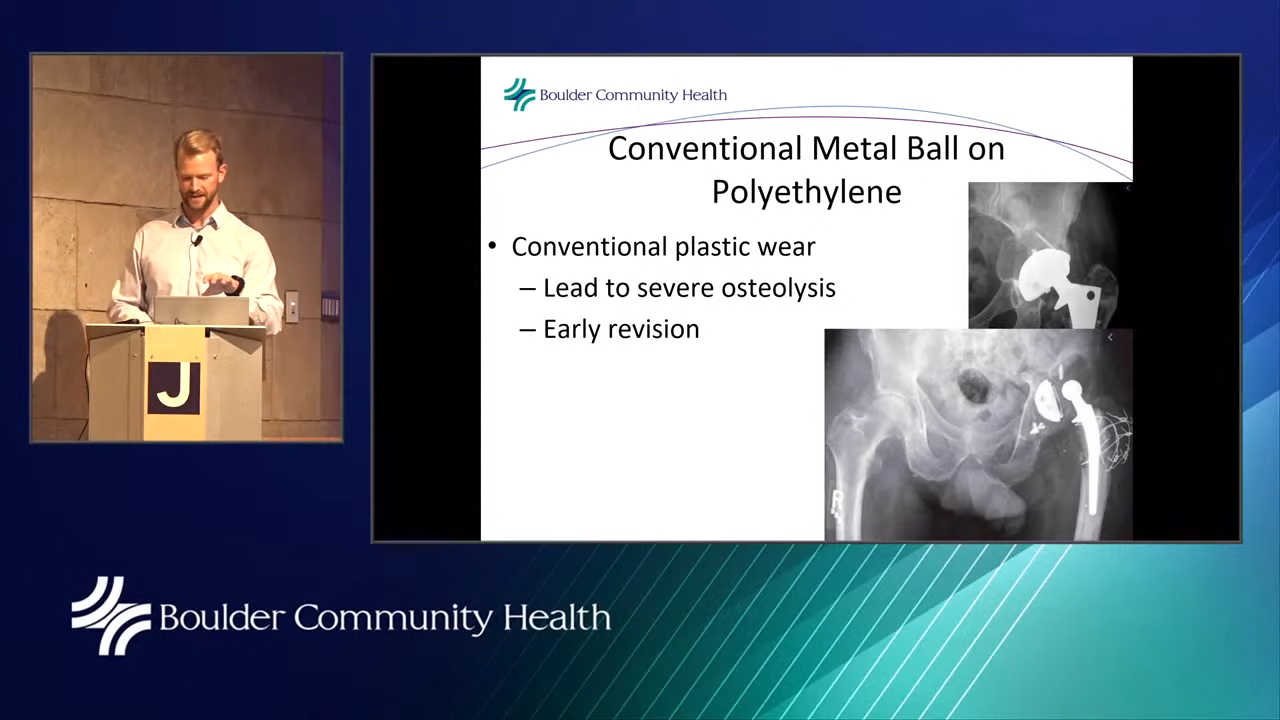 Boulder Community Health
Conventional Metal Ball on
Polyethylene
• Conventional plastic wear
– Lead to severe osteolysis
– Early revision
R
J
Boulder Community Health